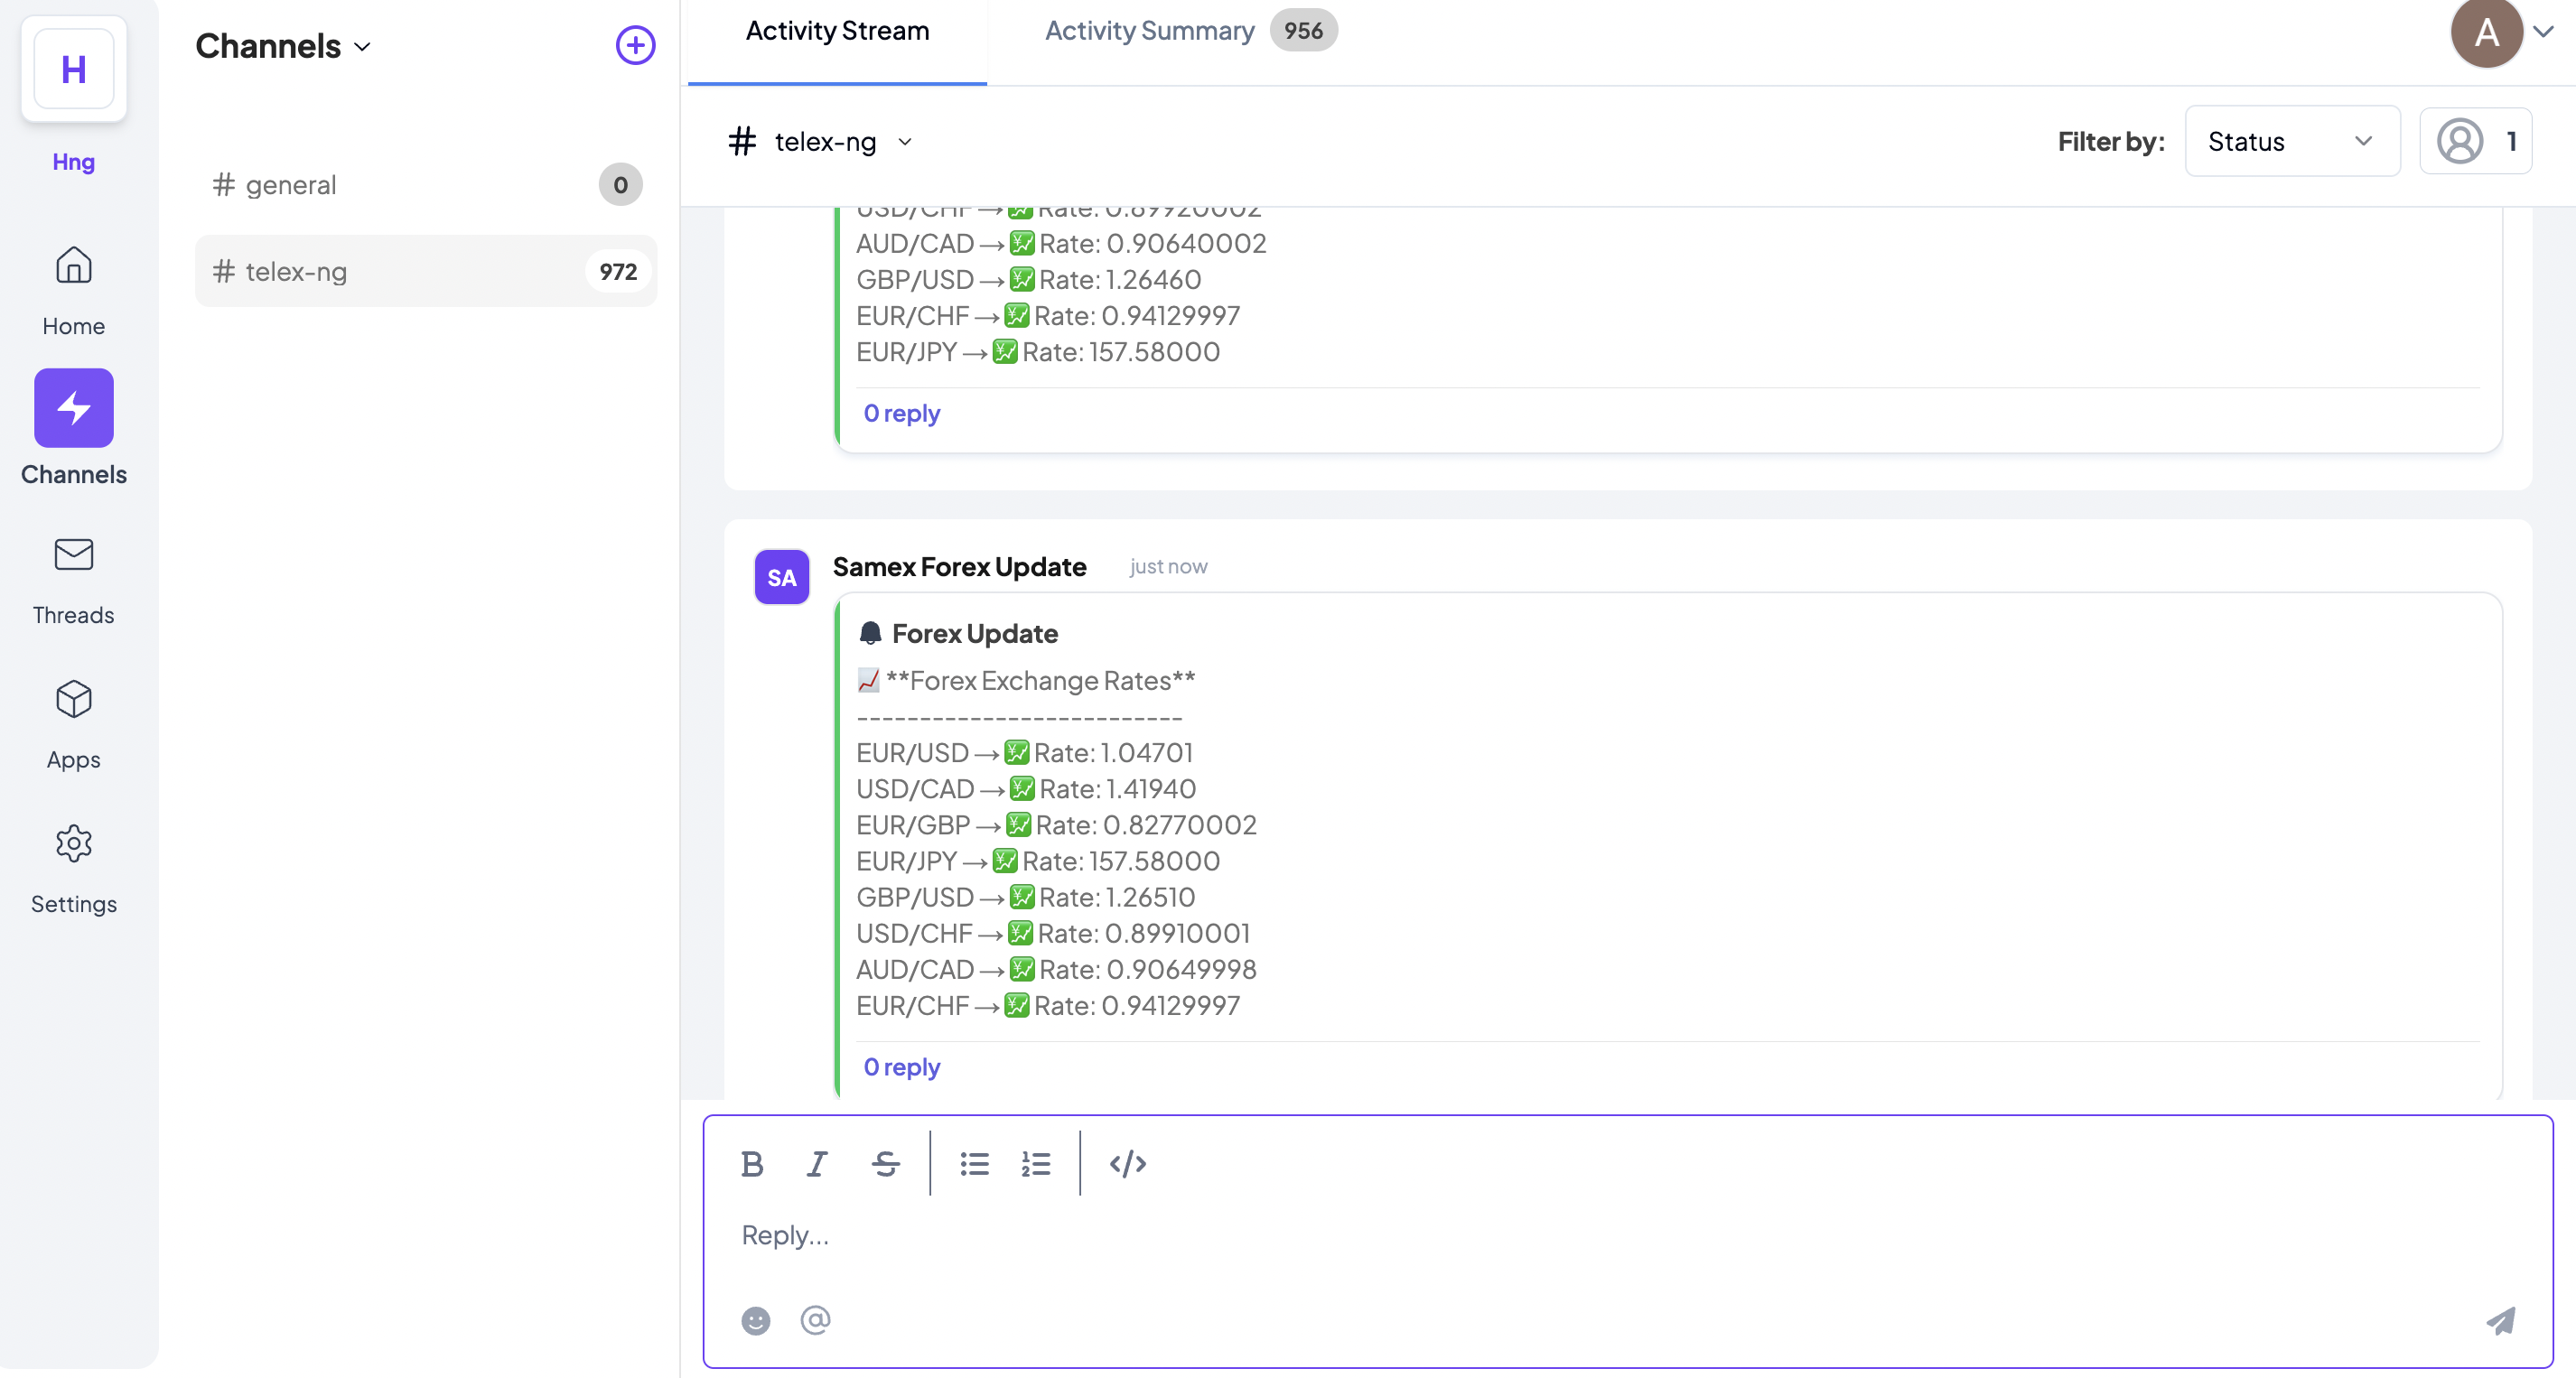 H
Hng
Home
Channels
Threads
Apps
Settings
Channels
# general 0
# telex-ng 972
Activity Stream
Activity Summary 956
A
# telex-ng
Filter by: Status 1
USD/CHF → 💹 Rate: 0.89920002
AUD/CAD → 💹 Rate: 0.90640002
GBP/USD → 💹 Rate: 1.26460
EUR/CHF → 💹 Rate: 0.94129997
EUR/JPY → 💹 Rate: 157.58000
0 reply
SA
Samex Forex Update just now
🔔 Forex Update
📈 **Forex Exchange Rates**
--------------------------
EUR/USD → 💹 Rate: 1.04701
USD/CAD → 💹 Rate: 1.41940
EUR/GBP → 💹 Rate: 0.82770002
EUR/JPY → 💹 Rate: 157.58000
GBP/USD → 💹 Rate: 1.26510
USD/CHF → 💹 Rate: 0.89910001
AUD/CAD → 💹 Rate: 0.90649998
EUR/CHF → 💹 Rate: 0.94129997
0 reply
B I S </>
Reply...
@